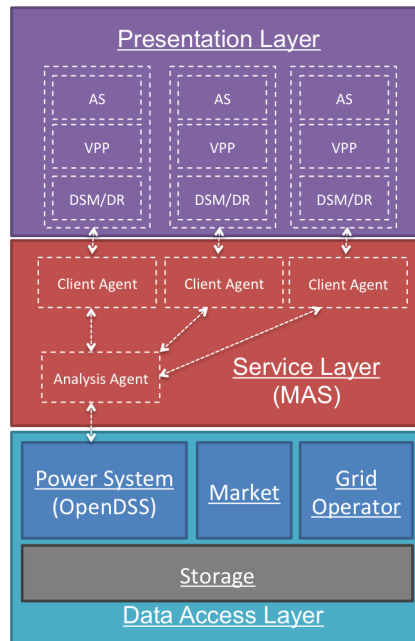 Presentation Layer
AS AS AS
VPP VPP VPP
DSM/DR DSM/DR DSM/DR
Client Agent Client Agent Client Agent
Analysis Agent
Service Layer
(MAS)
Power System
(OpenDSS)
Market
Grid
Operator
Storage
Data Access Layer